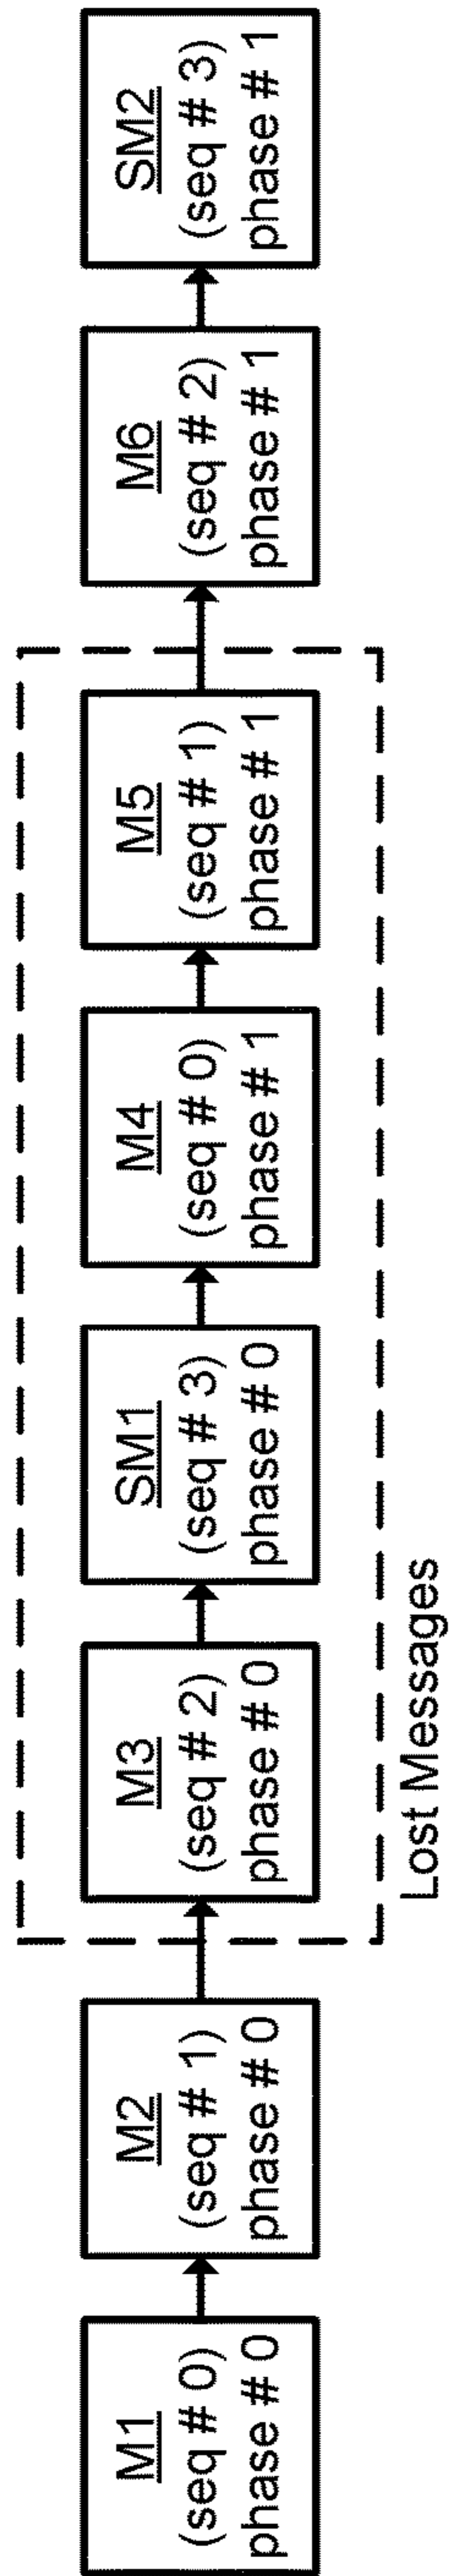 M1
(seq # 0)
phase # 0
M2
(seq # 1)
phase # 0
M3
(seq # 2)
phase # 0
SM1
(seq # 3)
phase # 0
M4
(seq # 0)
phase # 1
M5
(seq # 1)
phase # 1
M6
(seq # 2)
phase # 1
SM2
(seq # 3)
phase # 1
Lost Messages